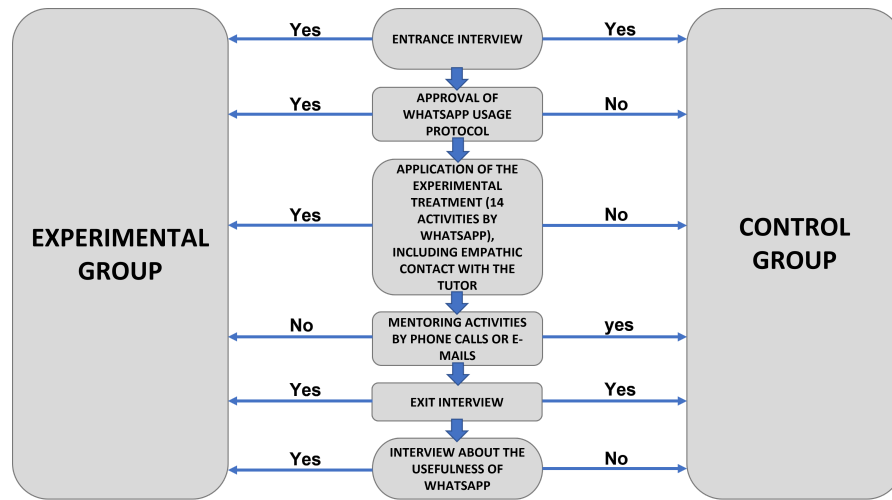 Yes
ENTRANCE INTERVIEW
Yes
Yes
APPROVAL OF
WHATSAPP USAGE
PROTOCOL
No
EXPERIMENTAL
GROUP
Yes
APPLICATION OF THE
EXPERIMENTAL
TREATMENT (14
ACTIVITIES BY
WHATSAPP),
INCLUDING EMPATHIC
CONTACT WITH THE
TUTOR
No
CONTROL
GROUP
No
MENTORING ACTIVITIES
BY PHONE CALLS OR E-
MAILS
yes
Yes
EXIT INTERVIEW
Yes
Yes
INTERVIEW ABOUT THE
USEFULNESS OF
WHATSAPP
No